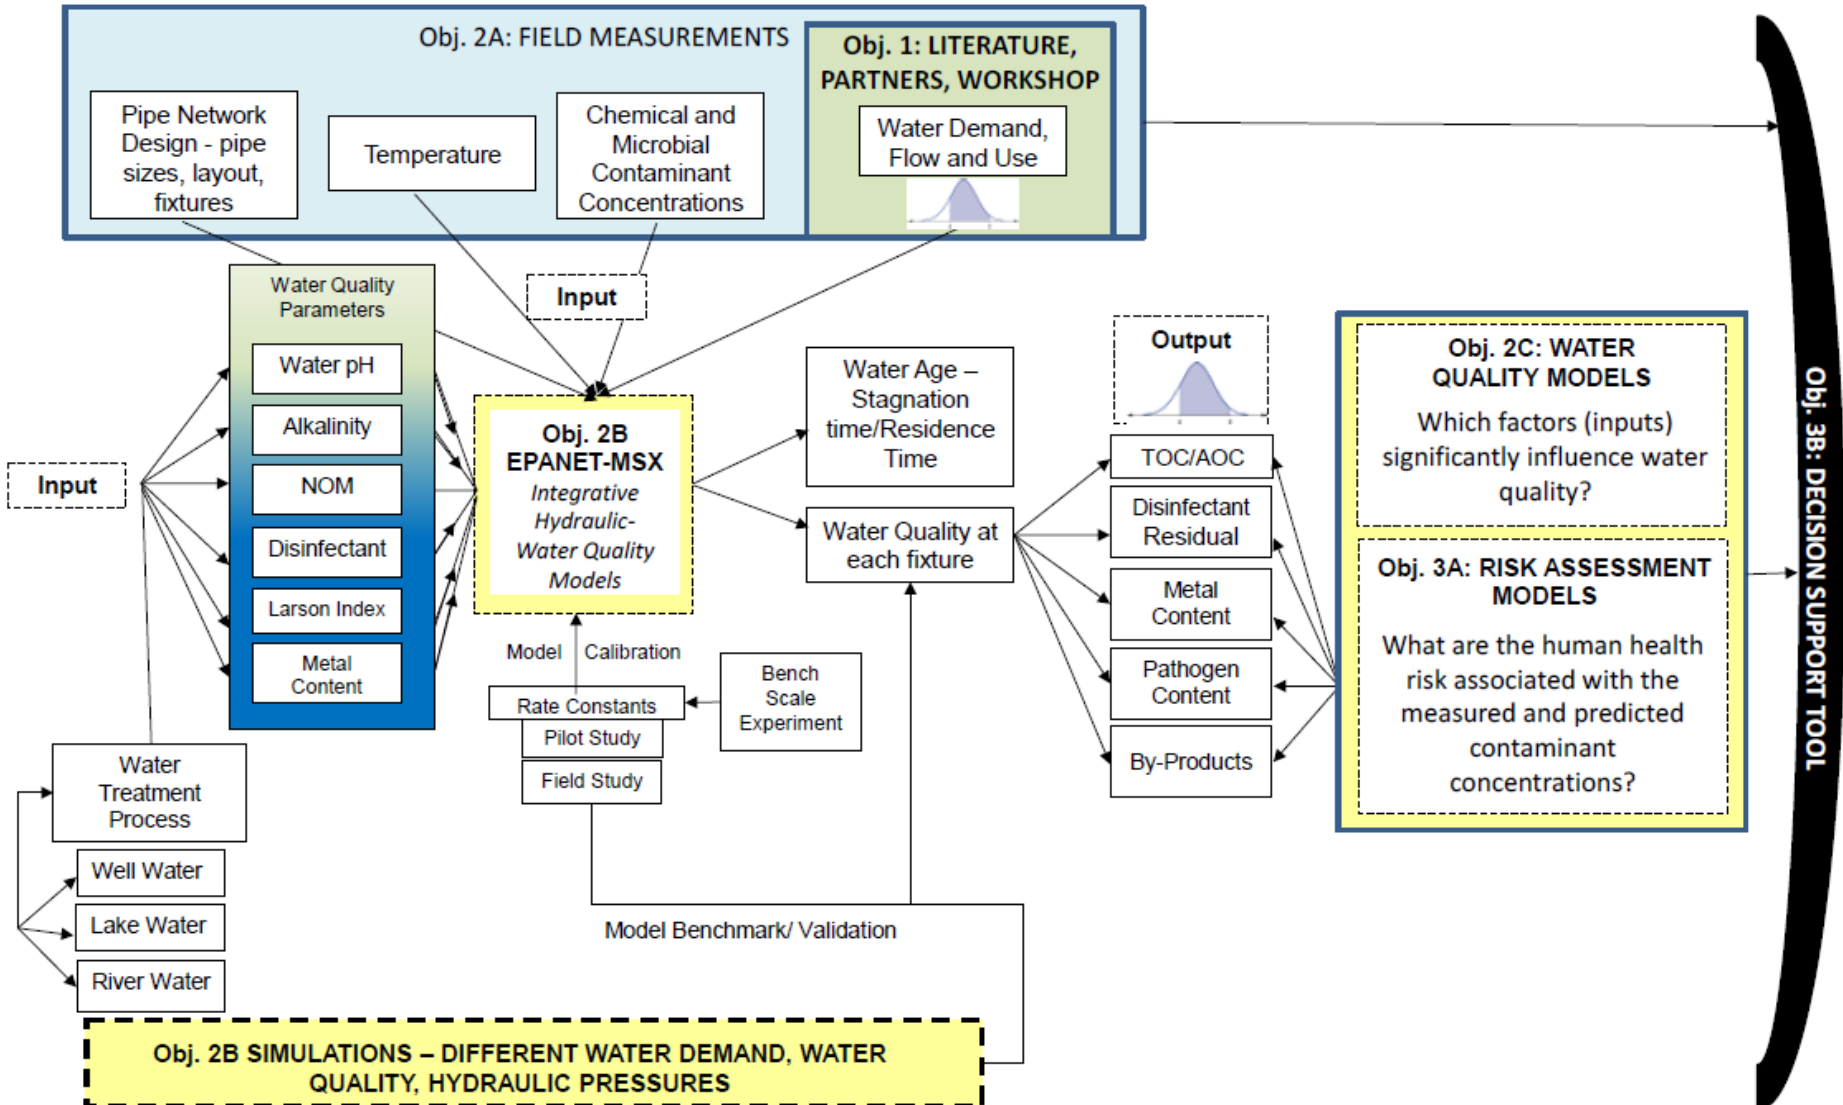 Obj. 2A: FIELD MEASUREMENTS
Obj. 1: LITERATURE,
PARTNERS, WORKSHOP
Pipe Network
Design - pipe
sizes, layout,
fixtures
Temperature
Chemical and
Microbial
Contaminant
Concentrations
Water Demand,
Flow and Use
Input
Water Quality
Parameters
Water pH
Alkalinity
NOM
Disinfectant
Larson Index
Metal
Content
Input
Water
Treatment
Process
Well Water
Lake Water
River Water
Obj. 2B
EPANET-MSX
Integrative
Hydraulic-
Water Quality
Models
Model Calibration
Rate Constants
Pilot Study
Field Study
Bench
Scale
Experiment
Water Age –
Stagnation
time/Residence
Time
Water Quality at
each fixture
Model Benchmark/ Validation
Output
TOC/AOC
Disinfectant
Residual
Metal
Content
Pathogen
Content
By-Products
Obj. 2C: WATER
QUALITY MODELS
Which factors (inputs)
significantly influence water
quality?
Obj. 3A: RISK ASSESSMENT
MODELS
What are the human health
risk associated with the
measured and predicted
contaminant
concentrations?
Obj. 3B: DECISION SUPPORT TOOL
Obj. 2B SIMULATIONS – DIFFERENT WATER DEMAND, WATER
QUALITY, HYDRAULIC PRESSURES